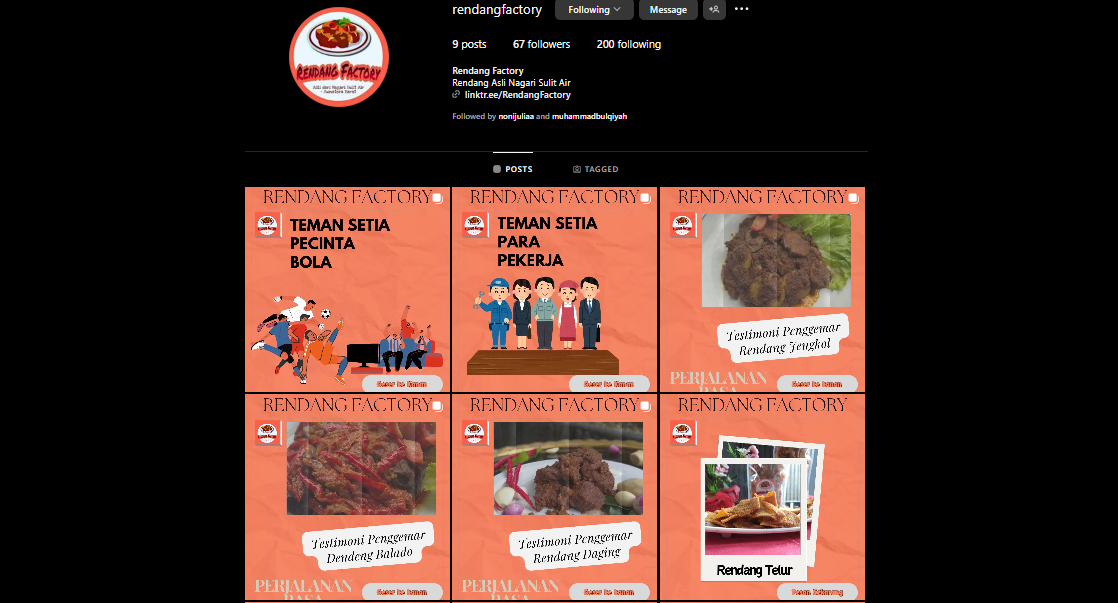 rendangfactory
Following
Message
9 posts
67 followers
200 following
Rendang Factory
Rendang Asli Nagari Sulit Air
linktr.ee/RendangFactory
Followed by nonijuliaa and muhammadbulqiyah
POSTS
TAGGED
RENDANG FACTORY
Asli dari Nagari Sulit Air
- Sumatera Barat
RENDANG FACTORY
TEMAN SETIA
PECINTA
BOLA
Geser ke Kanan
RENDANG FACTORY
TEMAN SETIA
PARA
PEKERJA
Geser ke Kanan
RENDANG FACTORY
Testimoni Penggemar
Rendang Jengkol
PERJALANAN
RASA
Geser ke kanan
RENDANG FACTORY
Testimoni Penggemar
Dendeng Balado
PERJALANAN
RASA
Geser ke kanan
RENDANG FACTORY
Testimoni Penggemar
Rendang Daging
PERJALANAN
RASA
Geser ke kanan
RENDANG FACTORY
Rendang Telur
Pesan Sekarang